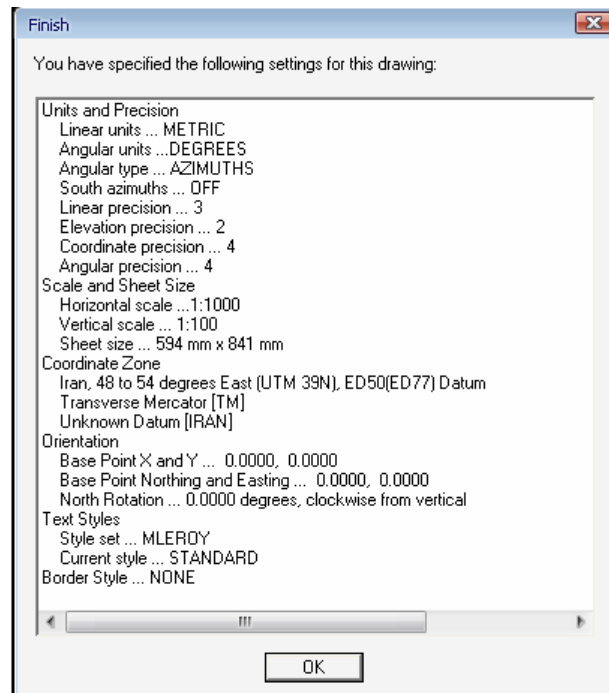 Finish
You have specified the following settings for this drawing:
Units and Precision
Linear units ... METRIC
Angular units ...DEGREES
Angular type ... AZIMUTHS
South azimuths ... OFF
Linear precision ... 3
Elevation precision ... 2
Coordinate precision ... 4
Angular precision ... 4
Scale and Sheet Size
Horizontal scale ...1:1000
Vertical scale ... 1:100
Sheet size ... 594 mm x 841 mm
Coordinate Zone
Iran, 48 to 54 degrees East (UTM 39N), ED50(ED77) Datum
Transverse Mercator [TM]
Unknown Datum [IRAN]
Orientation
Base Point X and Y ... 0.0000, 0.0000
Base Point Northing and Easting ... 0.0000, 0.0000
North Rotation ... 0.0000 degrees, clockwise from vertical
Text Styles
Style set ... MLEROY
Current style ... STANDARD
Border Style ... NONE
OK